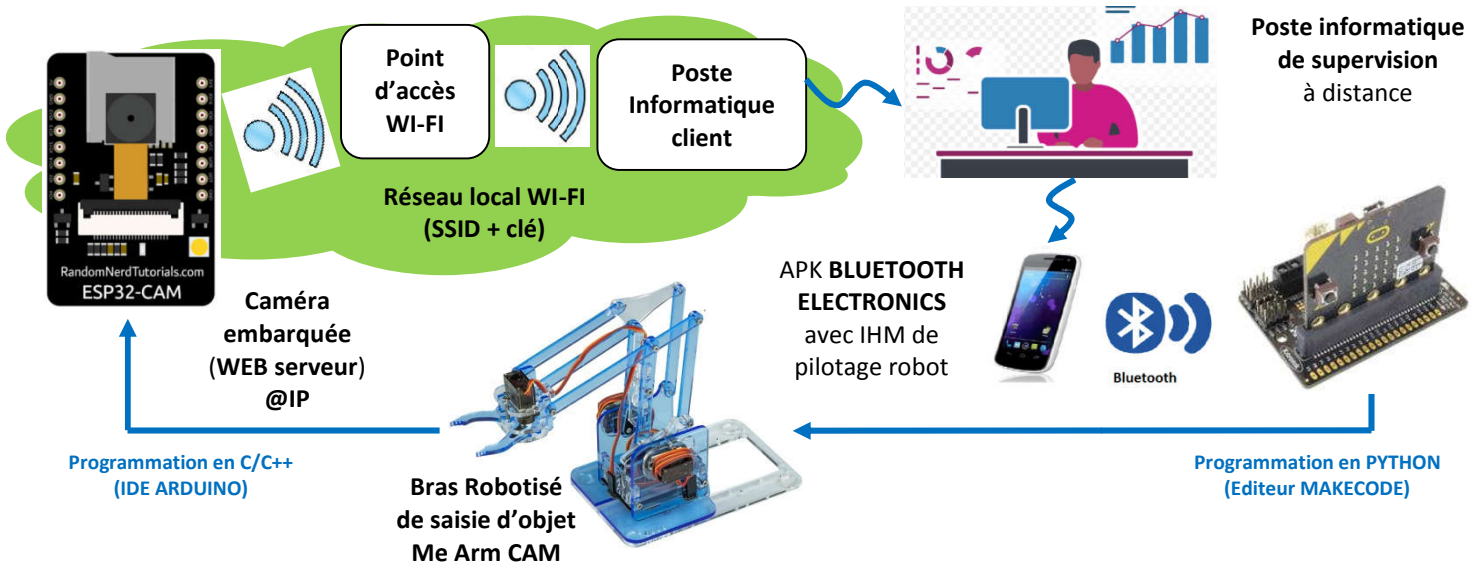 Point
d’accès
WI-FI
Poste
Informatique
client
Poste informatique
de supervision
à distance
Réseau local WI-FI
(SSID + clé)
RandomNerdTutorials.com
ESP32-CAM
Caméra
embarquée
(WEB serveur)
@IP
APK BLUETOOTH
ELECTRONICS
avec IHM de
pilotage robot
Bluetooth
Programmation en C/C++
(IDE ARDUINO)
Bras Robotisé
de saisie d’objet
Me Arm CAM
Programmation en PYTHON
(Editeur MAKECODE)